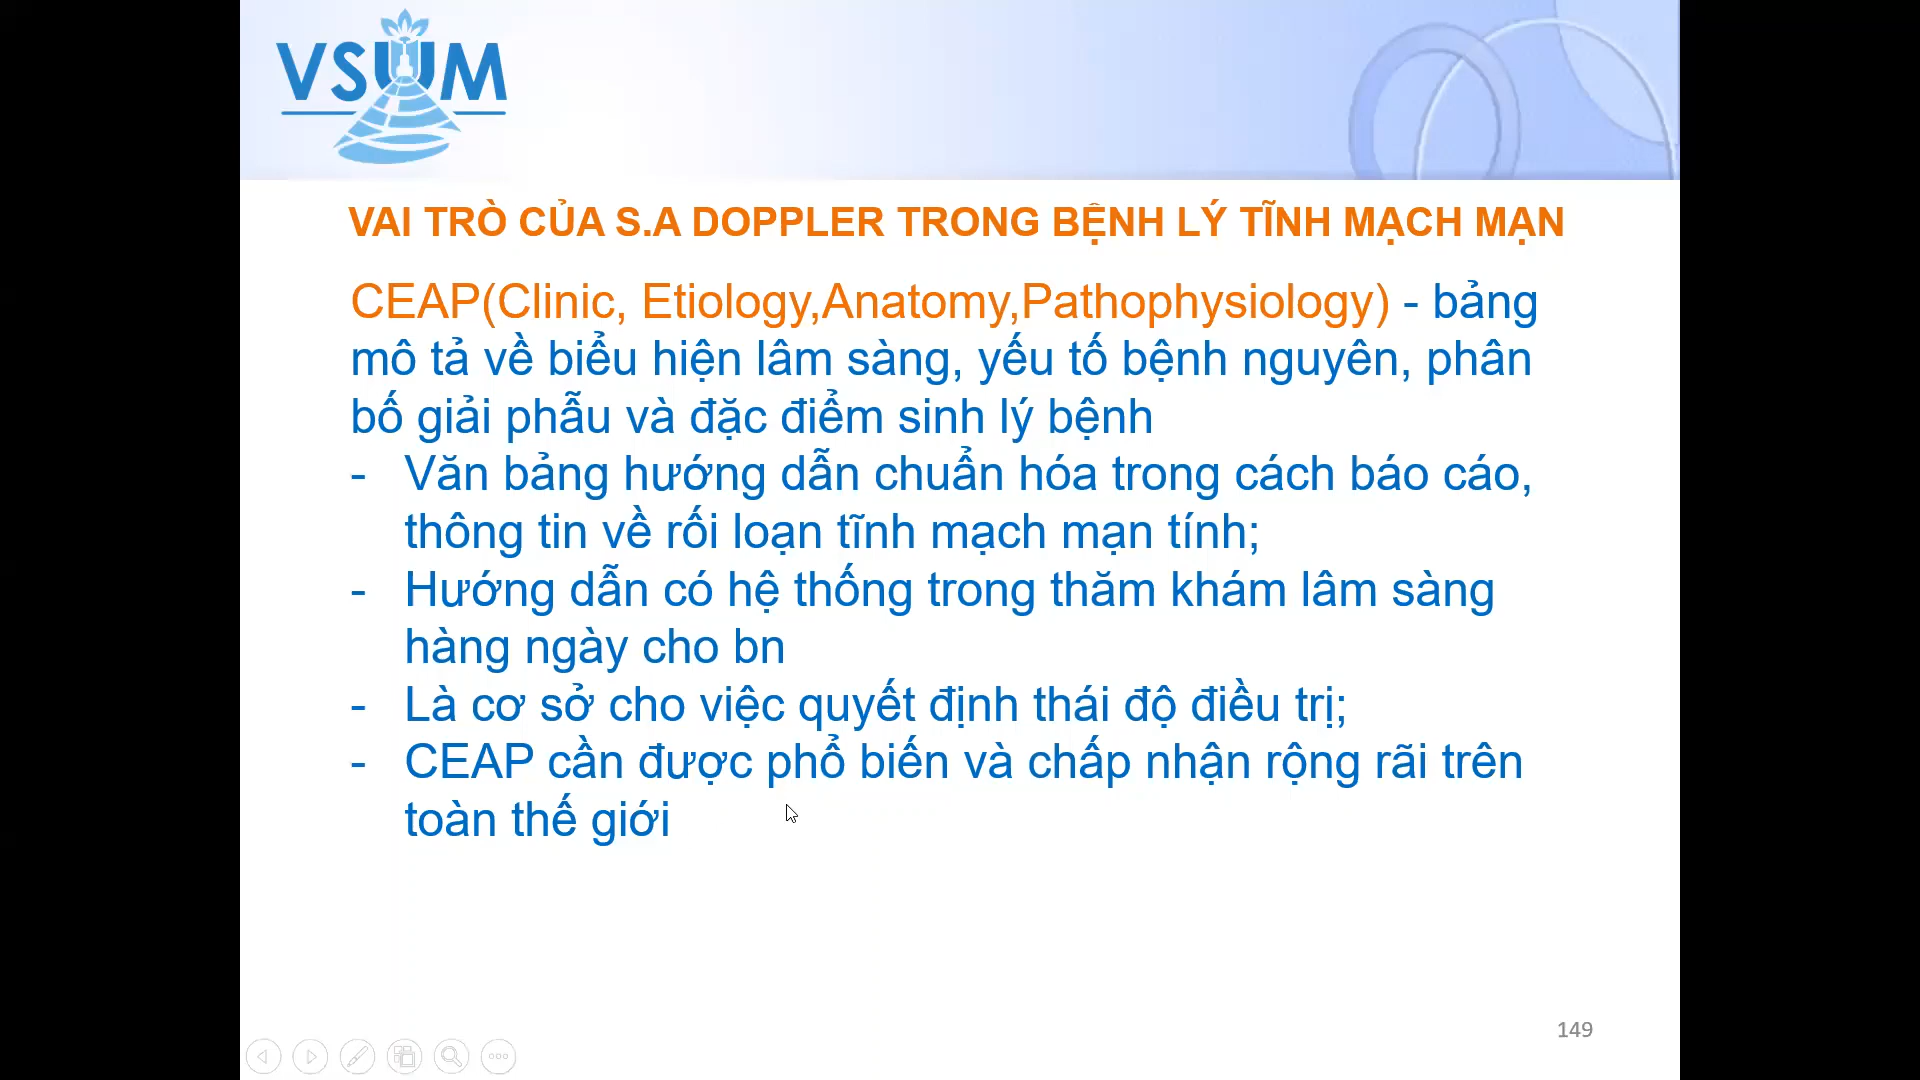 VSUM
VAI TRÒ CỦA S.A DOPPLER TRONG BỆNH LÝ TĨNH MẠCH MẠN
CEAP(Clinic, Etiology,Anatomy,Pathophysiology) - bảng
mô tả về biểu hiện lâm sàng, yếu tố bệnh nguyên, phân
bố giải phẫu và đặc điểm sinh lý bệnh
- Văn bảng hướng dẫn chuẩn hóa trong cách báo cáo,
thông tin về rối loạn tĩnh mạch mạn tính;
- Hướng dẫn có hệ thống trong thăm khám lâm sàng
hàng ngày cho bn
- Là cơ sở cho việc quyết định thái độ điều trị;
- CEAP cần được phổ biến và chấp nhận rộng rãi trên
toàn thế giới
149